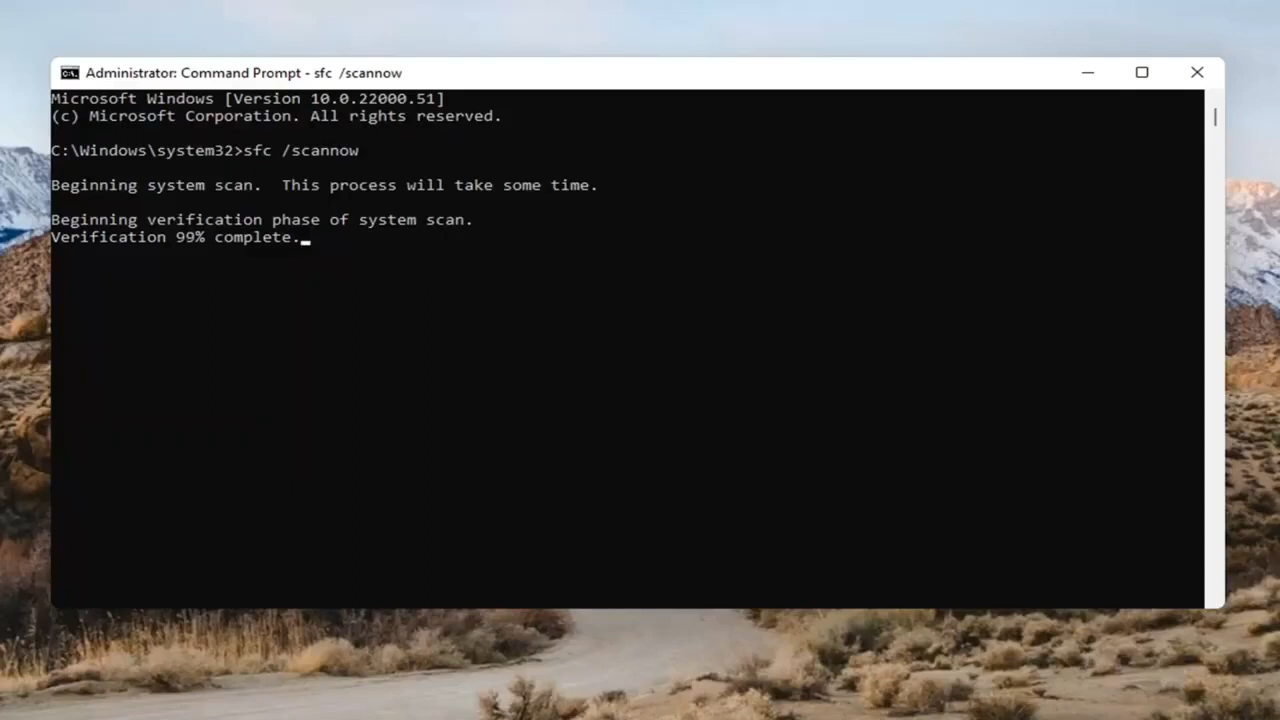 Administrator: Command Prompt - sfc  /scannow
Microsoft Windows [Version 10.0.22000.51]
(c) Microsoft Corporation. All rights reserved.
C:\Windows\system32>sfc /scannow
Beginning system scan.  This process will take some time.
Beginning verification phase of system scan.
Verification 99% complete.